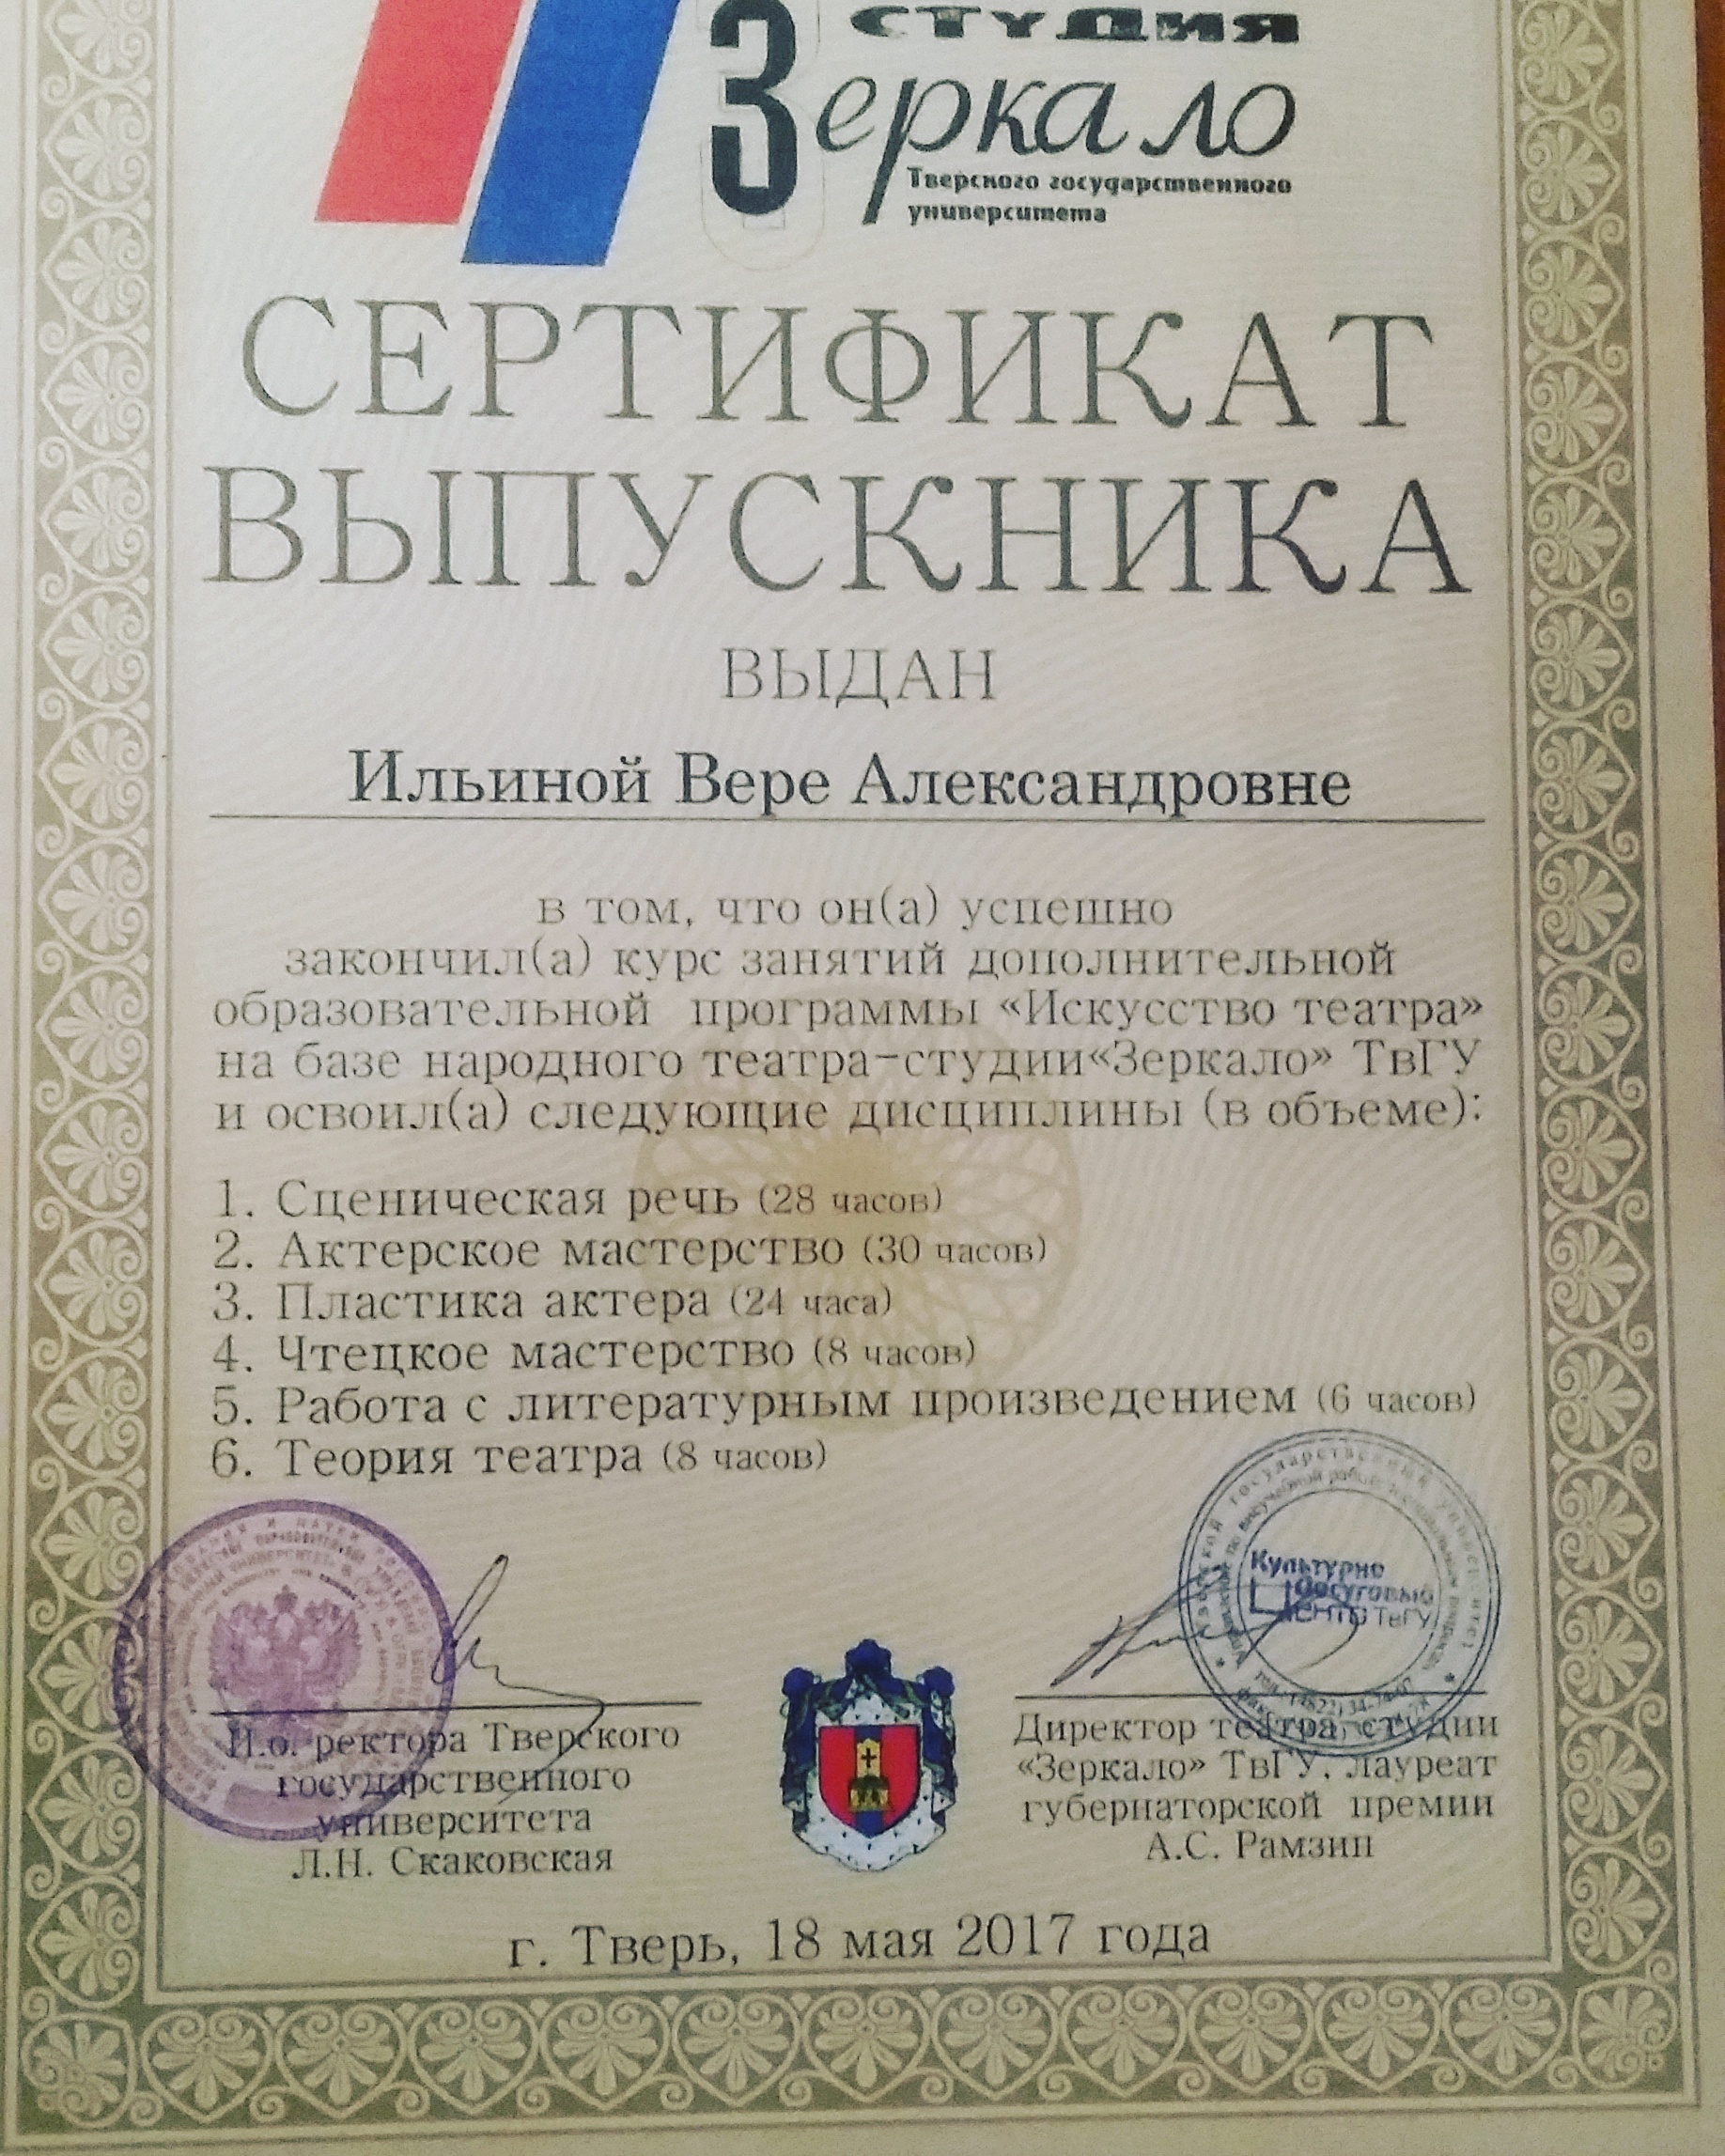 СТУДИЯ
Зеркало
Тверского государственного
университета
СЕРТИФИКАТ
ВЫПУСКНИКА
ВЫДАН
Ильиной Вере Александровне
в том, что он(а) успешно
закончил(а) курс занятий дополнительной
образовательной программы «Искусство театра»
на базе народного театра-студии«Зеркало» ТвГУ
и освоил(а) следующие дисциплины (в объеме):
1. Сценическая речь (28 часов)
2. Актерское мастерство (30 часов)
3. Пластика актера (24 часа)
4. Чтецкое мастерство (8 часов)
5. Работа с литературным произведением (6 часов)
6. Теория театра (8 часов)
Культурно
Досуговый
Центр ТвГУ
И.о. ректора Тверского
государственного
университета
Л.Н. Скаковская
Директор театра, студии
«Зеркало» ТвГУ, лауреат
губернаторской премии
А.С. Рамзин
г. Тверь, 18 мая 2017 года